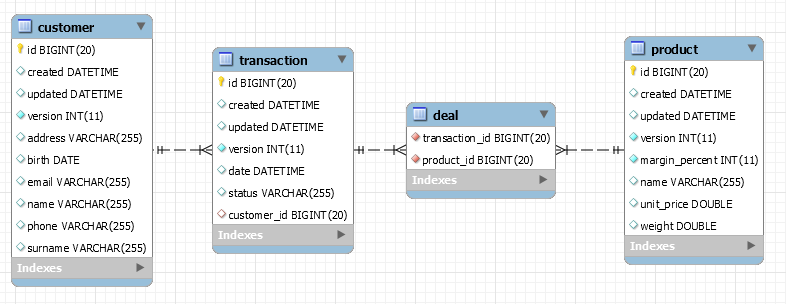 customer
id BIGINT(20)
created DATETIME
updated DATETIME
version INT(11)
address VARCHAR(255)
birth DATE
email VARCHAR(255)
name VARCHAR(255)
phone VARCHAR(255)
surname VARCHAR(255)
Indexes
transaction
id BIGINT(20)
created DATETIME
updated DATETIME
version INT(11)
date DATETIME
status VARCHAR(255)
customer_id BIGINT(20)
Indexes
deal
transaction_id BIGINT(20)
product_id BIGINT(20)
Indexes
product
id BIGINT(20)
created DATETIME
updated DATETIME
version INT(11)
margin_percent INT(11)
name VARCHAR(255)
unit_price DOUBLE
weight DOUBLE
Indexes